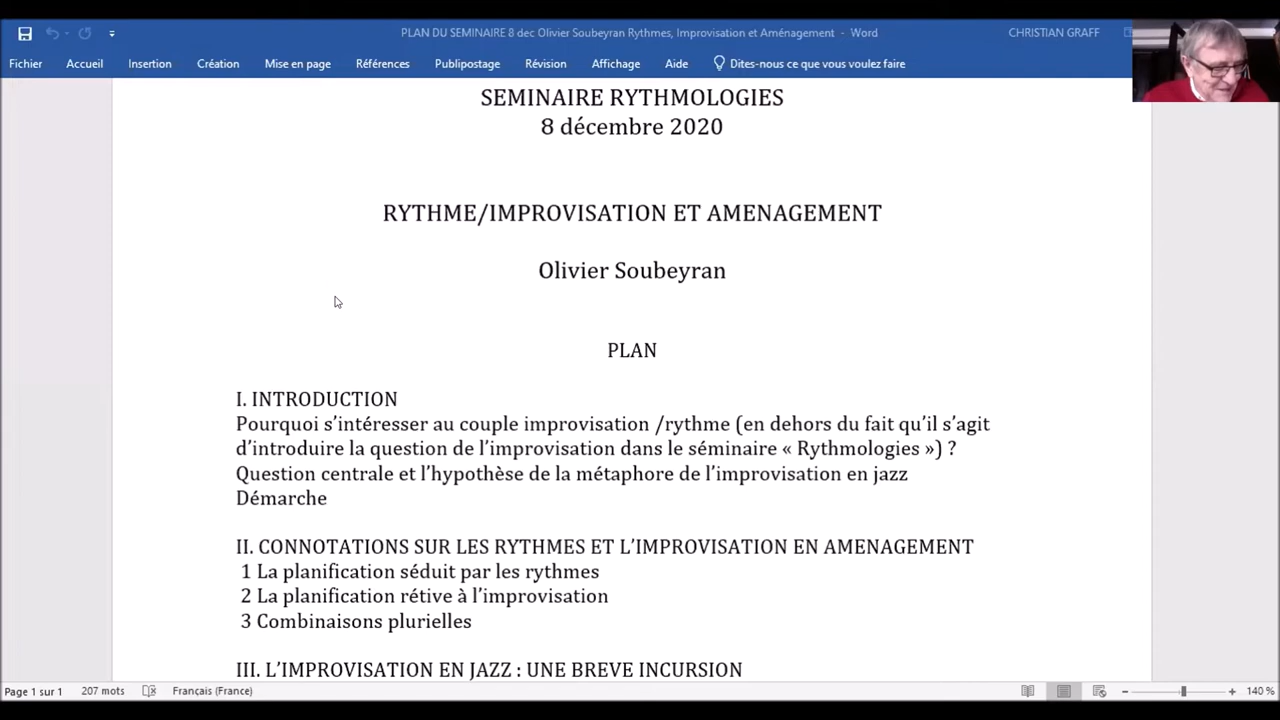 PLAN DU SEMINAIRE 8 dec Olivier Soubeyran Rythmes, Improvisation et Aménagement - Word
CHRISTIAN GRAFF
Fichier Accueil Insertion Création Mise en page Références Publipostage Révision Affichage Aide Dites-nous ce que vous voulez faire
SEMINAIRE RYTHMOLOGIES
8 décembre 2020
RYTHME/IMPROVISATION ET AMENAGEMENT
Olivier Soubeyran
PLAN
I. INTRODUCTION
Pourquoi s’intéresser au couple improvisation /rythme (en dehors du fait qu’il s’agit
d’introduire la question de l’improvisation dans le séminaire « Rythmologies ») ?
Question centrale et l’hypothèse de la métaphore de l’improvisation en jazz
Démarche
II. CONNOTATIONS SUR LES RYTHMES ET L’IMPROVISATION EN AMENAGEMENT
1 La planification séduit par les rythmes
2 La planification rétive à l’improvisation
3 Combinaisons plurielles
III. L’IMPROVISATION EN JAZZ : UNE BREVE INCURSION
Page 1 sur 1 207 mots Français (France) 140 %